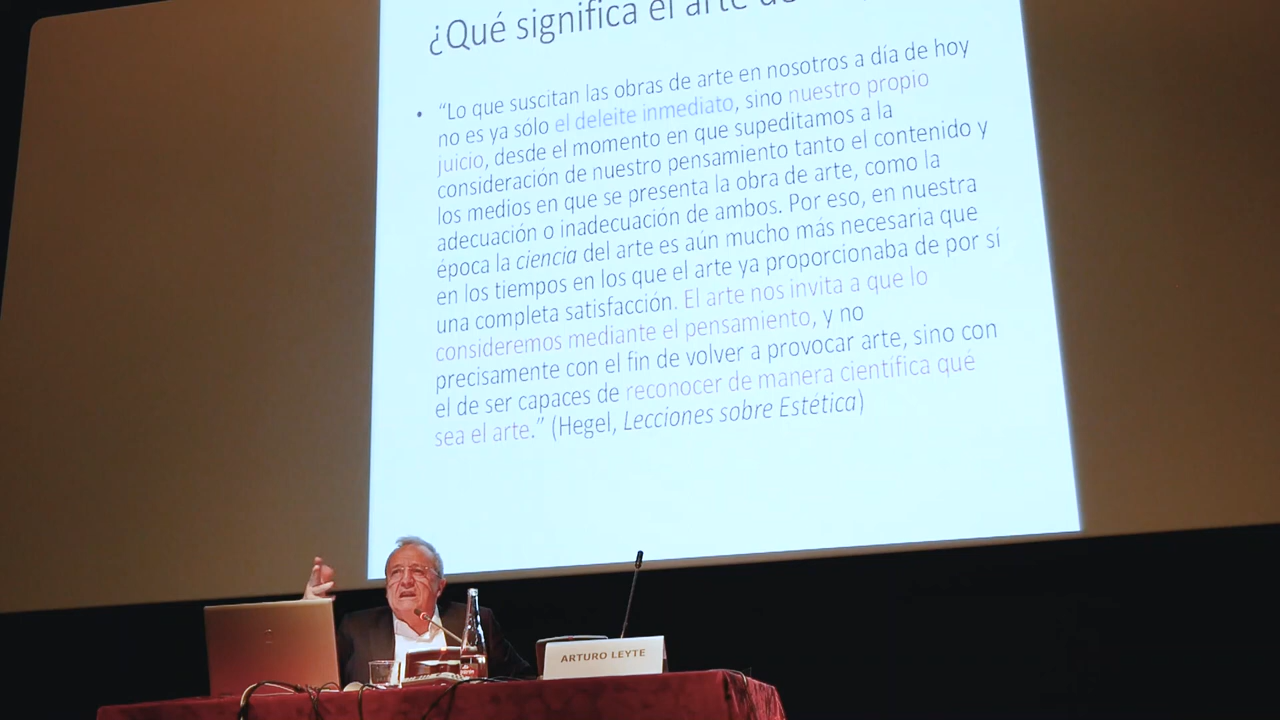 ¿Qué significa el arte
• “Lo que suscitan las obras de arte en nosotros a día de hoy
no es ya sólo el deleite inmediato, sino nuestro propio
juicio, desde el momento en que supeditamos a la
consideración de nuestro pensamiento tanto el contenido y
los medios en que se presenta la obra de arte, como la
adecuación o inadecuación de ambos. Por eso, en nuestra
época la ciencia del arte es aún mucho más necesaria que
en los tiempos en los que el arte ya proporcionaba de por sí
una completa satisfacción. El arte nos invita a que lo
consideremos mediante el pensamiento, y no
precisamente con el fin de volver a provocar arte, sino con
el de ser capaces de reconocer de manera científica qué
sea el arte.” (Hegel, Lecciones sobre Estética)
ARTURO LEYTE